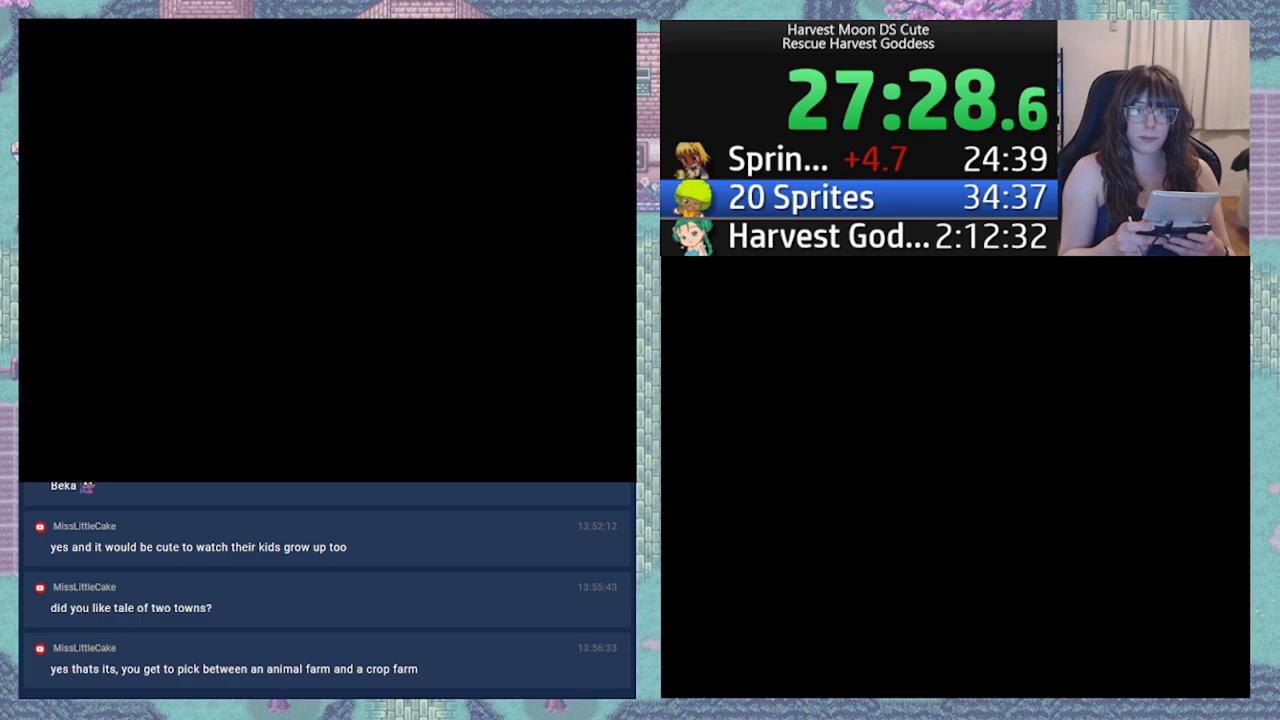 Harvest Moon DS Cute
Rescue Harvest Goddess
27:28.6
Sprin... +4.7 24:39
20 Sprites 34:37
Harvest God... 2:12:32
Beka
MissLittleCake 13:52:12
yes and it would be cute to watch their kids grow up too
MissLittleCake 13:55:43
did you like tale of two towns?
MissLittleCake 13:56:33
yes thats its, you get to pick between an animal farm and a crop farm